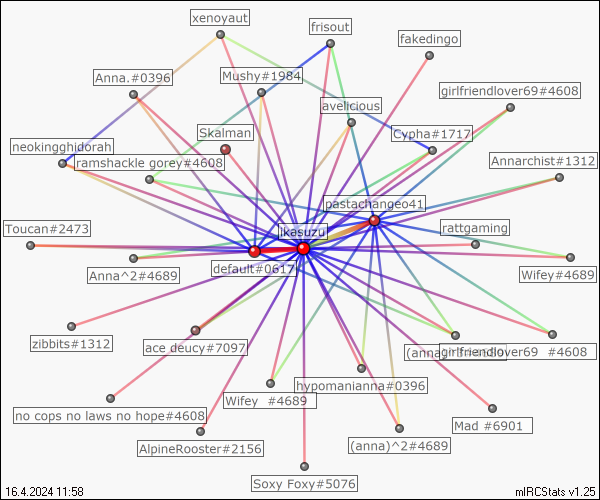 xenoyaut
frisout
fakedingo
Anna.#0396
Mushy#1984
girlfriendlover69#4608
avelicious
Skalman
Cypha#1717
neokingghidorah
ramshackle gorey#4608
Annarchist#1312
pastachangeo41
ikesuzu
Toucan#2473
rattgaming
default#0617
Anna^2#4689
Wifey#4689
zibbits#1312
ace deucy#7097
(anna
girlfriendlover69 #4608
hypomanianna#0396
Wifey #4689
no cops no laws no hope#4608
Mad #6901
AlpineRooster#2156
(anna)^2#4689
Soxy Foxy#5076
16.4.2024 11:58
mIRCStats v1.25